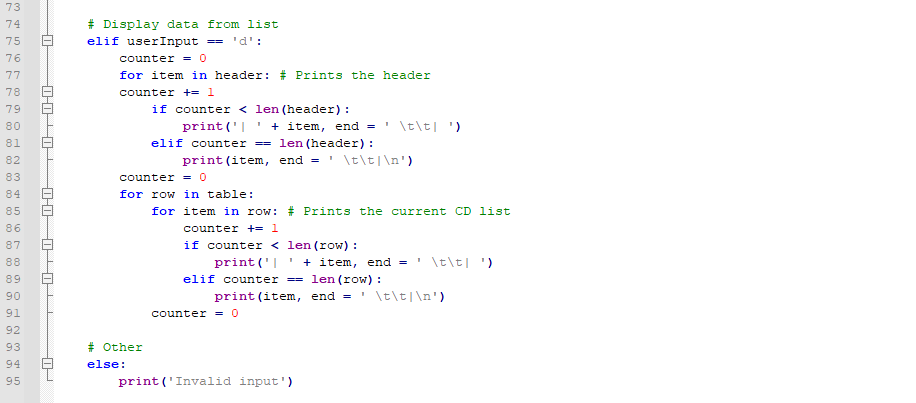 73
74     # Display data from list
75     elif userInput == 'd':
76         counter = 0
77         for item in header: # Prints the header
78         counter += 1
79             if counter < len(header):
80                 print('| ' + item, end = ' \t\t| ')
81             elif counter == len(header):
82                 print(item, end = ' \t\t|\n')
83         counter = 0
84         for row in table:
85             for item in row: # Prints the current CD list
86                 counter += 1
87                 if counter < len(row):
88                     print('| ' + item, end = ' \t\t| ')
89                 elif counter == len(row):
90                     print(item, end = ' \t\t|\n')
91             counter = 0
92
93     # Other
94     else:
95         print('Invalid input')